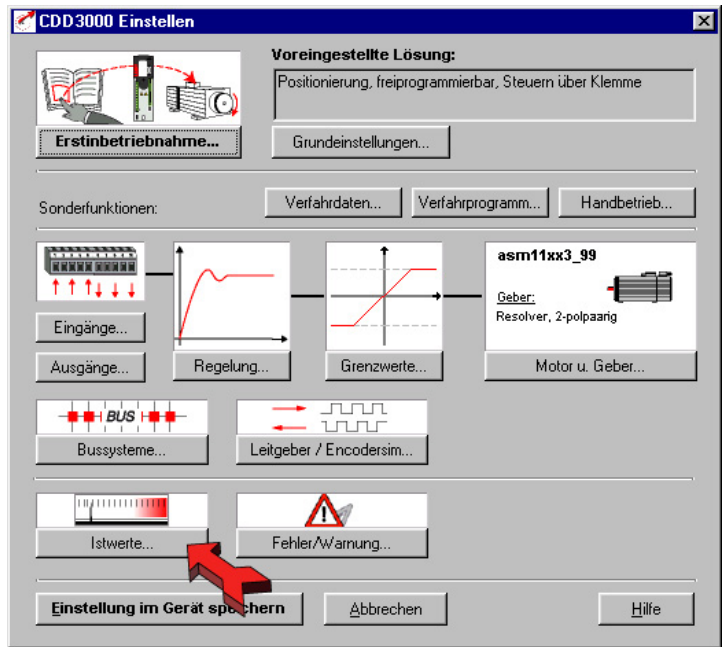 CDD3000 Einstellen
Voreingestellte Lösung:
Positionierung, freiprogrammierbar, Steuern über Klemme
Erstinbetriebnahme...
Grundeinstellungen...
Sonderfunktionen:
Verfahrdaten...
Verfahrprogramm...
Handbetrieb...
asm11xx3_99
Geber:
Resolver, 2-polpaarig
Eingänge...
Ausgänge...
Regelung...
Grenzwerte...
Motor u. Geber...
BUS
Bussysteme...
Leitgeber / Encodersim...
Istwerte...
Fehler/Warnung...
Einstellung im Gerät speichern
Abbrechen
Hilfe